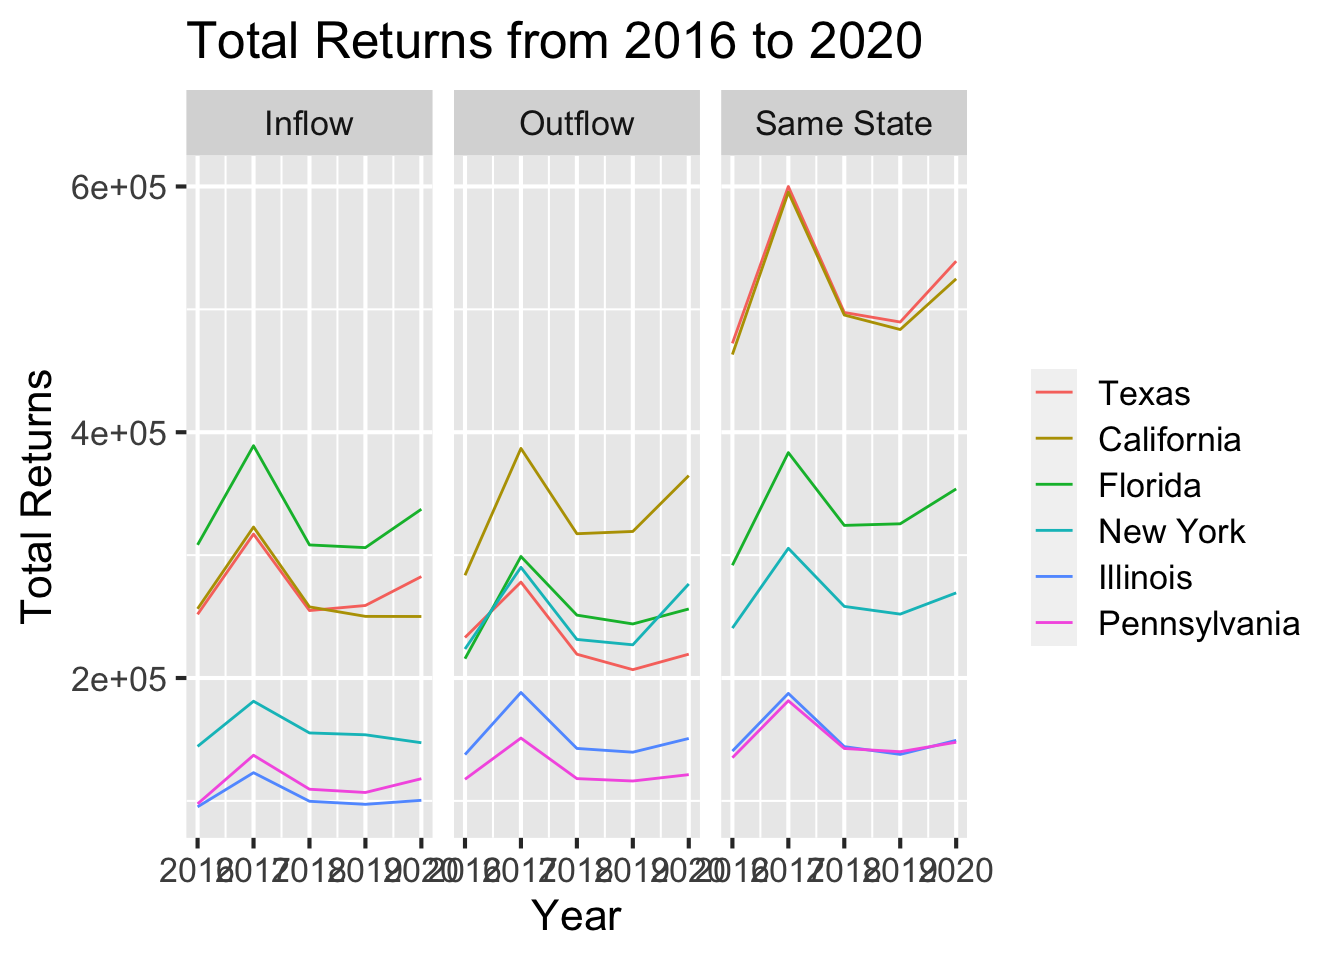 Total Returns from 2016 to 2020
Inflow Outflow Same State
6e+05
4e+05
2e+05
Total Returns
2016 2017 2018 2019 2020 2016 2017 2018 2019 2020 2016 2017 2018 2019 2020
Year
Texas
California
Florida
New York
Illinois
Pennsylvania